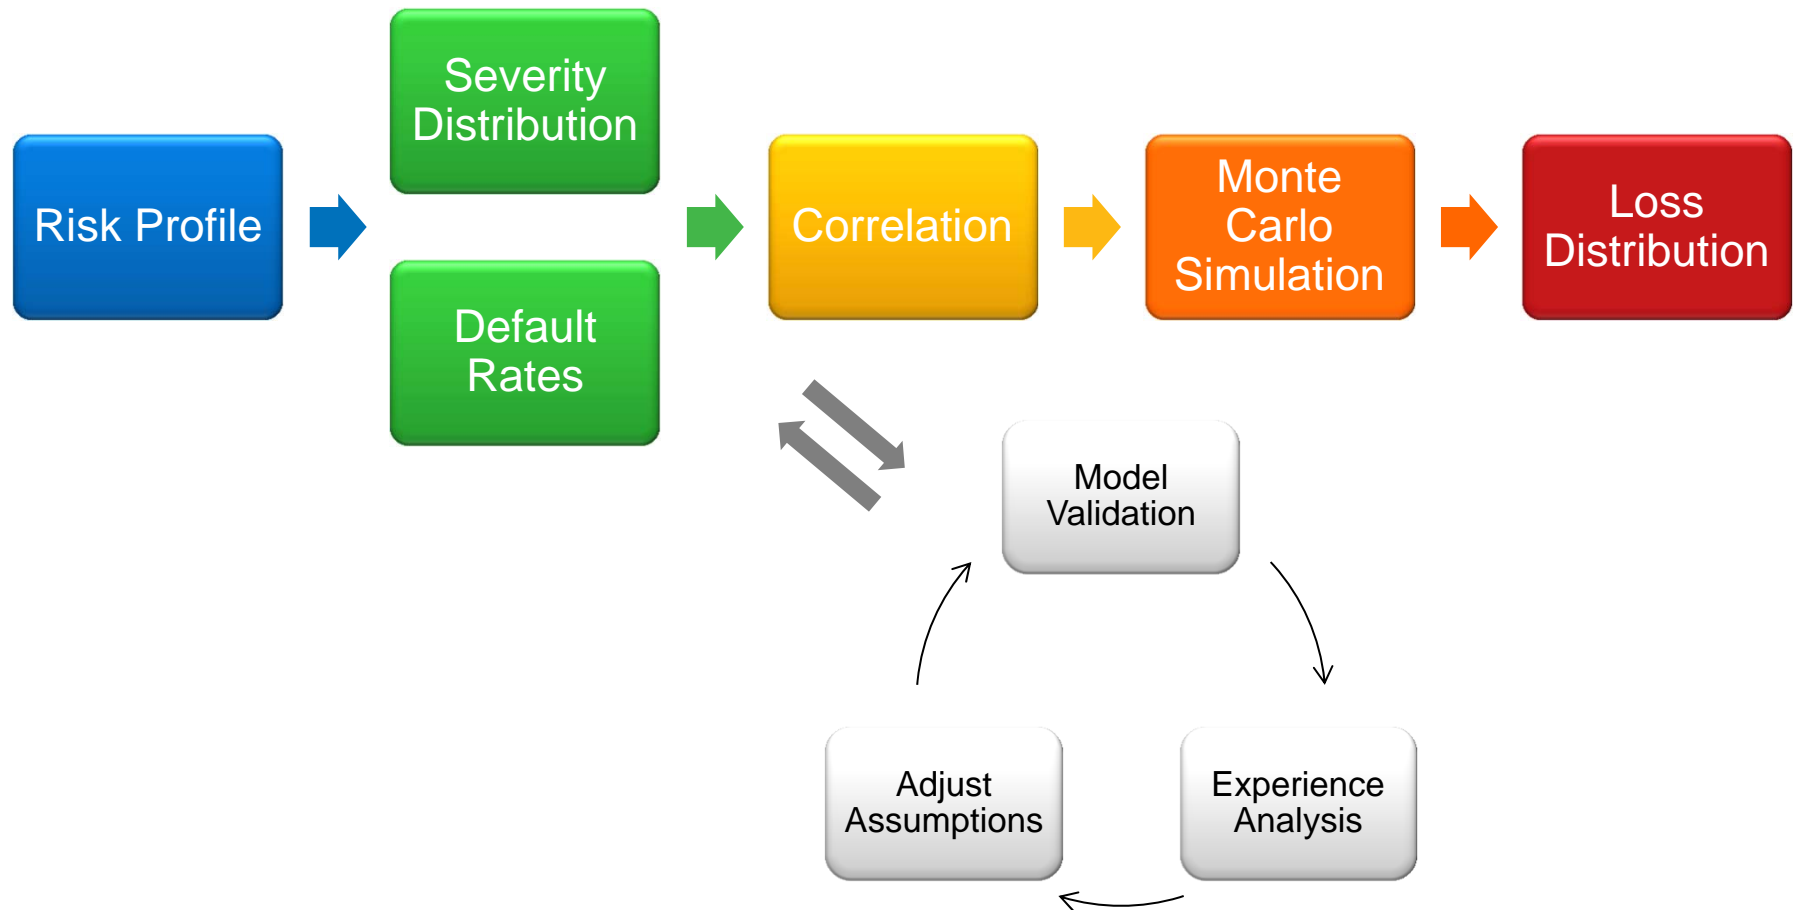 Risk Profile
Severity
Distribution
Default
Rates
Correlation
Monte
Carlo
Simulation
Loss
Distribution
Model
Validation
Adjust
Assumptions
Experience
Analysis